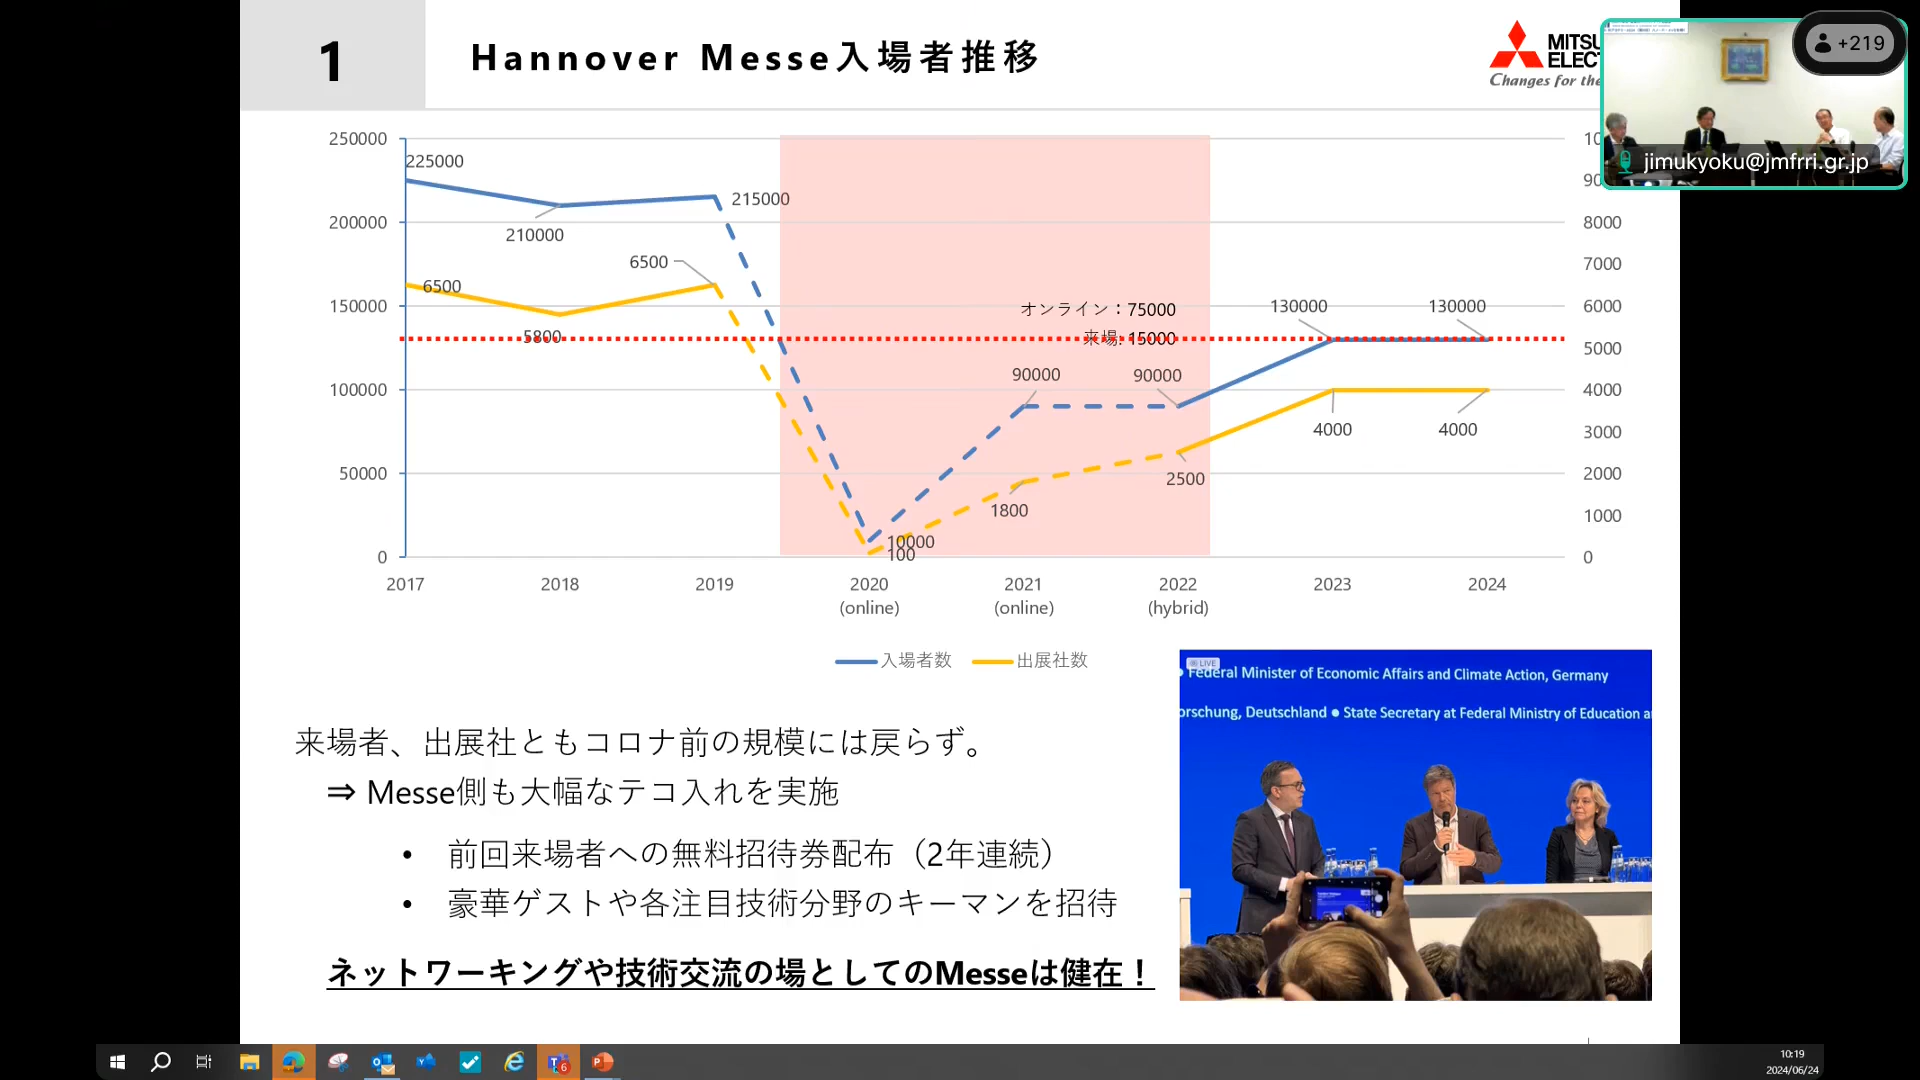 1
Hannover Messe入場者推移
MITSU
ELECT
Changes for the
+219
jimukyoku@jmfrri.gr.jp
250000
200000
150000
100000
50000
0
225000
210000
215000
6500
5800
6500
オンライン：75000
来場: 15000
90000
90000
130000
130000
10000
100
1800
2500
4000
4000
10
90
8000
7000
6000
5000
4000
3000
2000
1000
0
2017
2018
2019
2020
(online)
2021
(online)
2022
(hybrid)
2023
2024
入場者数
出展社数
来場者、出展社ともコロナ前の規模には戻らず。
⇒ Messe側も大幅なテコ入れを実施
• 前回来場者への無料招待券配布（2年連続）
• 豪華ゲストや各注目技術分野のキーマンを招待
ネットワーキングや技術交流の場としてのMesseは健在！
LIVE
Federal Minister of Economic Affairs and Climate Action, Germany
orschung, Deutschland ● State Secretary at Federal Ministry of Education a
10:19
2024/06/24